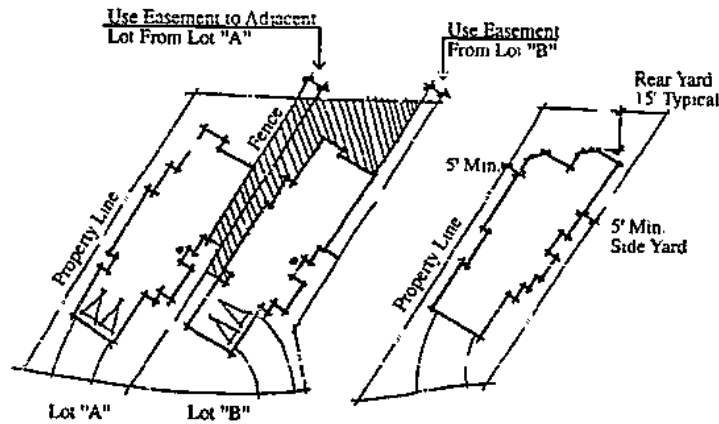 Use Easement to Adjacent
Lot From Lot "A"
Use Easement
From Lot "B"
Rear Yard
15' Typical
Fence
5' Min.
Property Line
Property Line
5' Min.
Side Yard
Lot "A"
Lot "B"